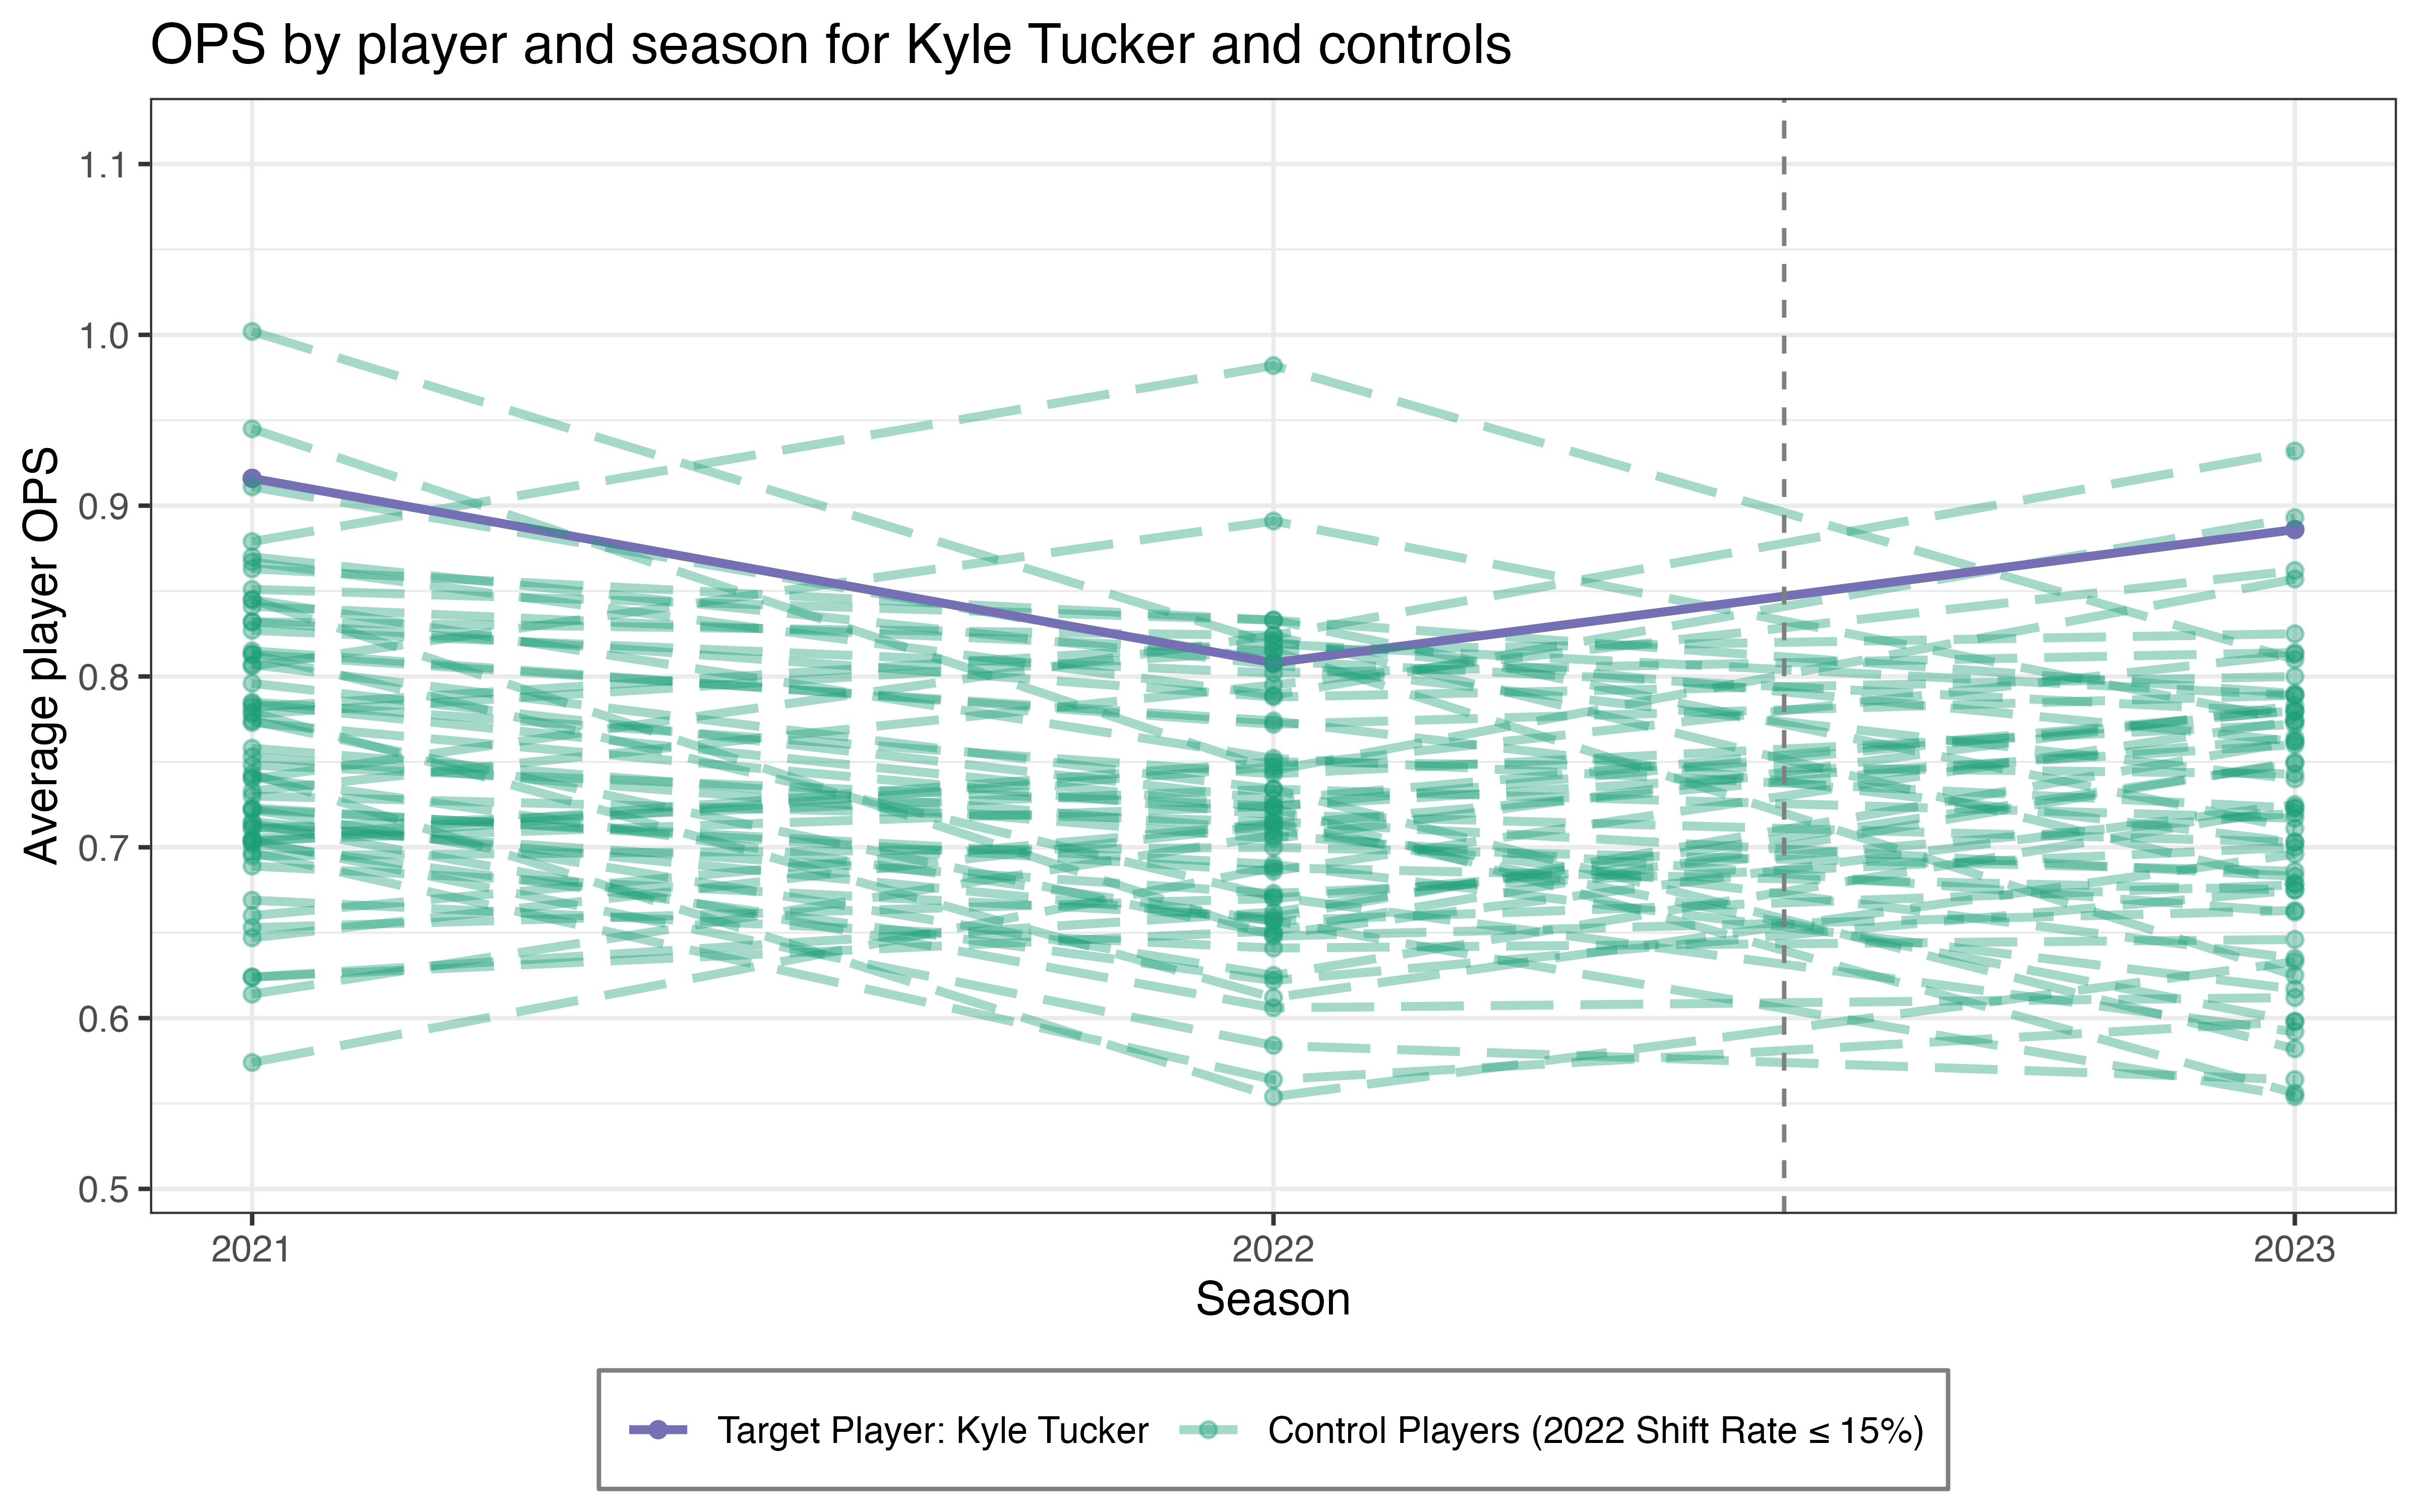 OPS by player and season for Kyle Tucker and controls
Average player OPS
1.1
1.0
0.9
0.8
0.7
0.6
0.5
2021
2022
2023
Season
Target Player: Kyle Tucker
Control Players (2022 Shift Rate ≤ 15%)